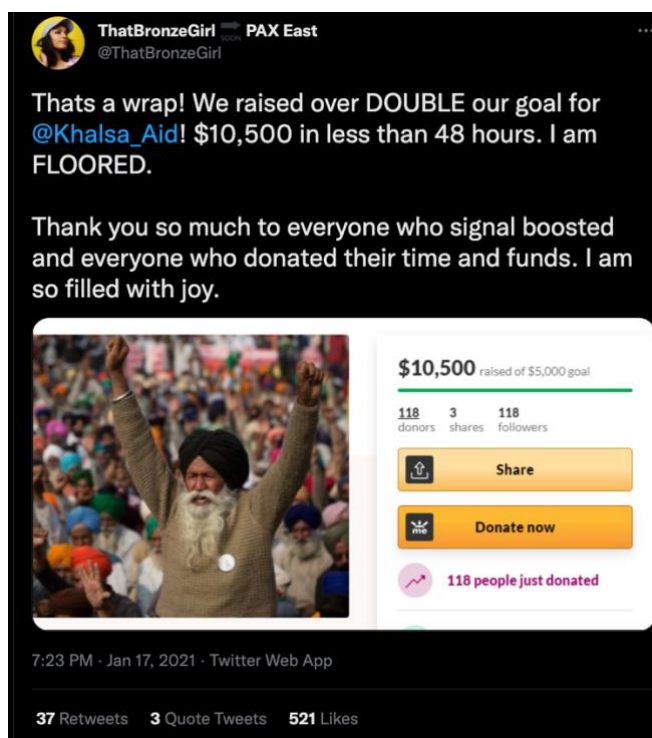 ThatBronzeGirl SOON PAX East
@ThatBronzeGirl
Thats a wrap! We raised over DOUBLE our goal for
@Khalsa_Aid! $10,500 in less than 48 hours. I am
FLOORED.
Thank you so much to everyone who signal boosted
and everyone who donated their time and funds. I am
so filled with joy.
$10,500 raised of $5,000 goal
118 3 118
donors shares followers
Share
me Donate now
118 people just donated
7:23 PM · Jan 17, 2021 · Twitter Web App
37 Retweets 3 Quote Tweets 521 Likes